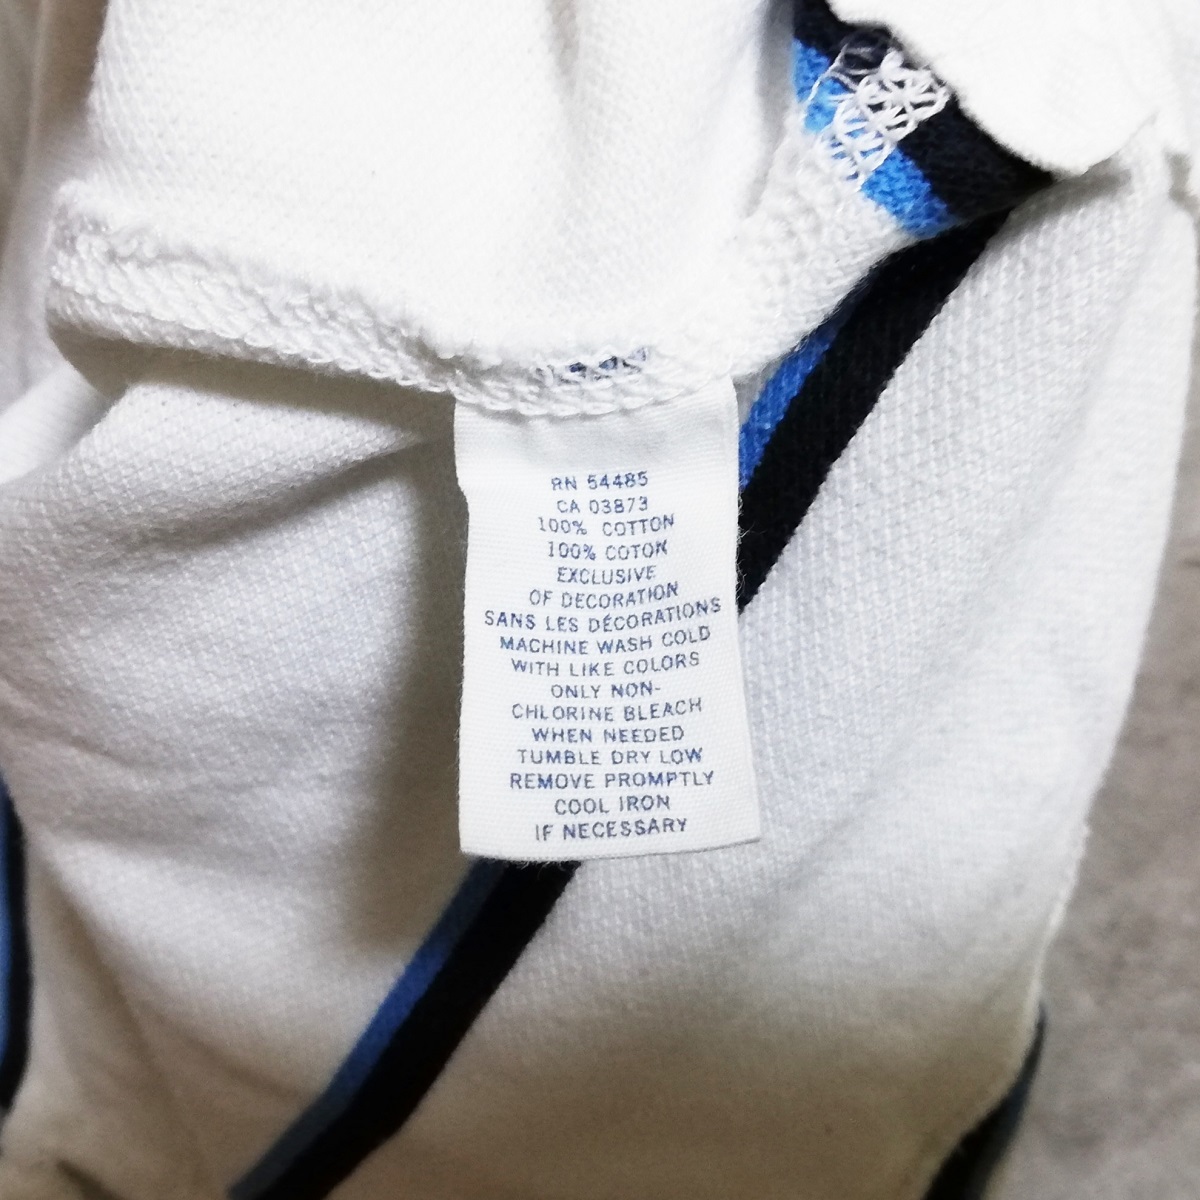 RN 54485
CA 03873
100% COTTON
100% COTON
EXCLUSIVE
OF DECORATION
SANS LES DÉCORATIONS
MACHINE WASH COLD
WITH LIKE COLORS
ONLY NON-
CHLORINE BLEACH
WHEN NEEDED
TUMBLE DRY LOW
REMOVE PROMPTLY
COOL IRON
IF NECESSARY